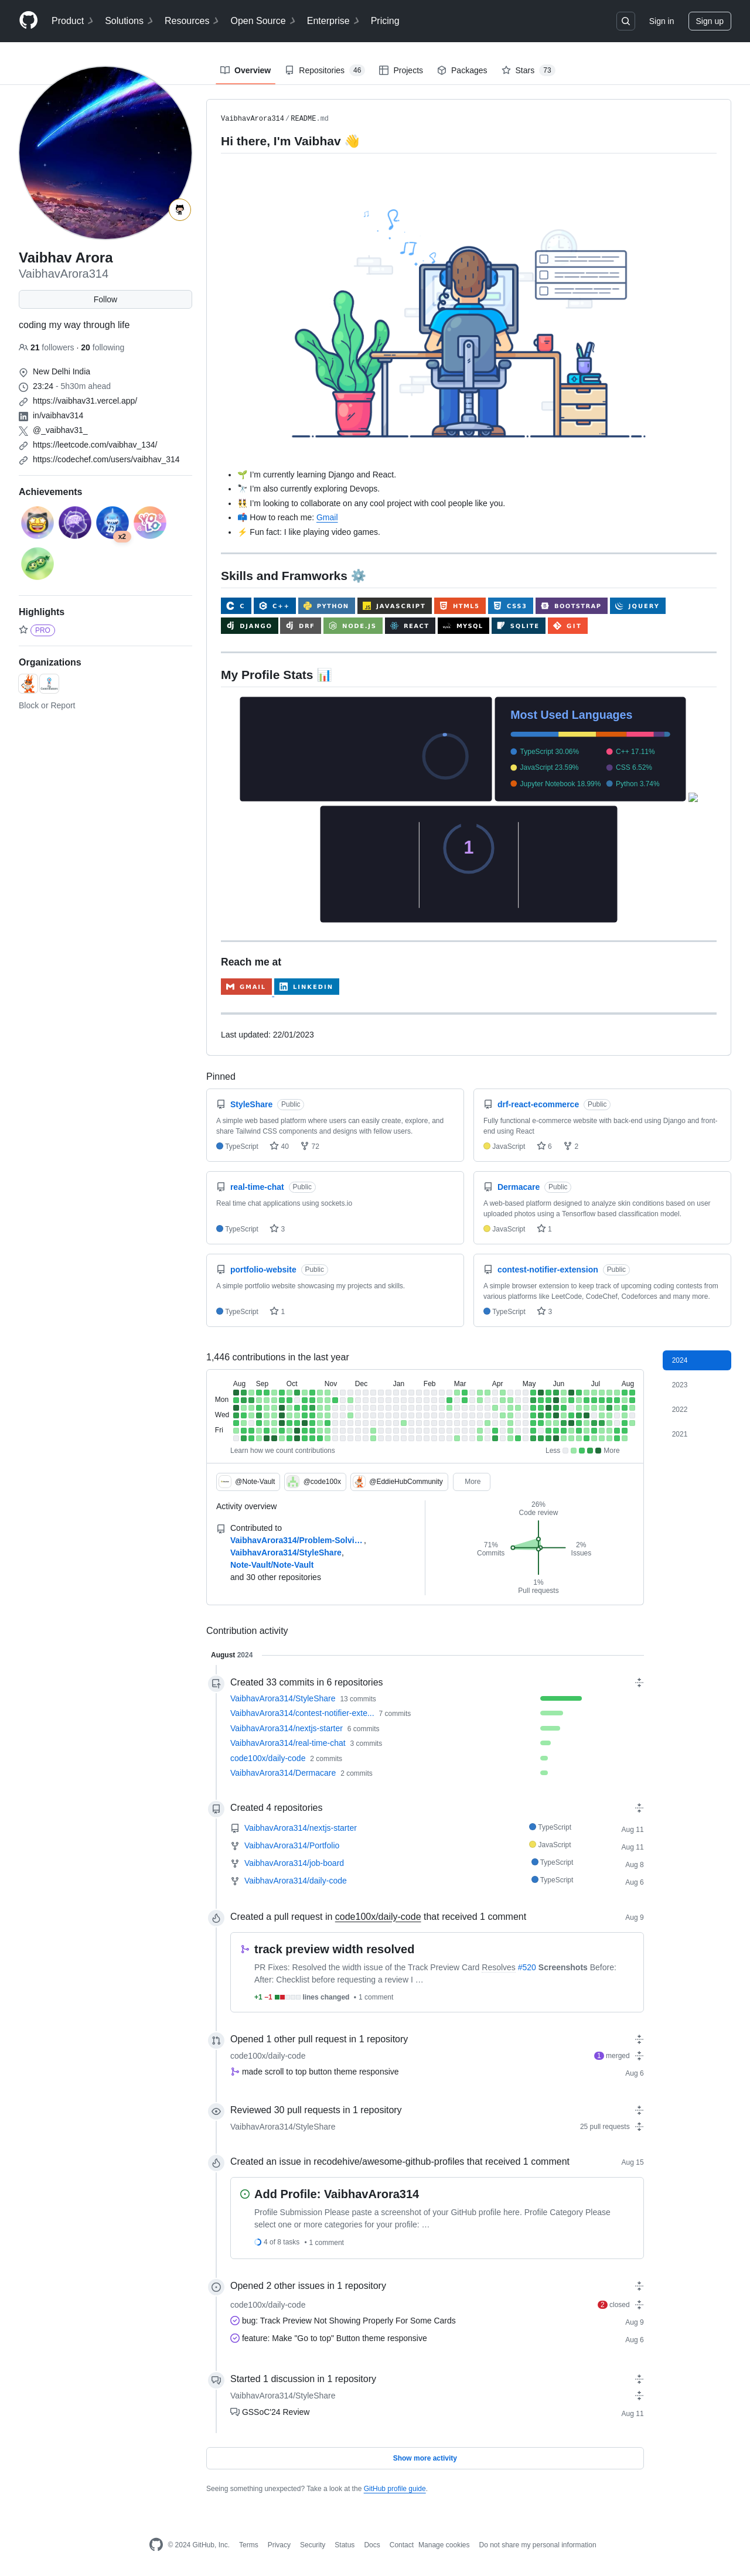 Product Solutions Resources Open Source Enterprise Pricing Sign in Sign up
Overview Repositories 46 Projects Packages Stars 73
Vaibhav Arora
VaibhavArora314
Follow
coding my way through life
21 followers · 20 following
New Delhi India
23:24 - 5h30m ahead
https://vaibhav31.vercel.app/
in/vaibhav314
@_vaibhav31_
https://leetcode.com/vaibhav_134/
https://codechef.com/users/vaibhav_314
Achievements
YOLO
x2
Highlights
PRO
Organizations
Block or Report
VaibhavArora314/README.md
Hi there, I'm Vaibhav 👋
🌱 I'm currently learning Django and React.
🔭 I'm also currently exploring Devops.
👯 I'm looking to collaborate on any cool project with cool people like you.
📫 How to reach me: Gmail
⚡ Fun fact: I like playing video games.
Skills and Framworks ⚙️
C C++ PYTHON JAVASCRIPT HTML5 CSS3 BOOTSTRAP JQUERY
DJANGO DRF NODE.JS REACT MYSQL SQLITE GIT
My Profile Stats 📊
Most Used Languages
TypeScript 30.06% C++ 17.11%
JavaScript 23.59% CSS 6.52%
Jupyter Notebook 18.99% Python 3.74%
1
Reach me at
GMAIL LINKEDIN
Last updated: 22/01/2023
Pinned
StyleShare Public
A simple web based platform where users can easily create, explore, and
share Tailwind CSS components and designs with fellow users.
TypeScript 40 72
drf-react-ecommerce Public
Fully functional e-commerce website with back-end using Django and front-
end using React
JavaScript 6 2
real-time-chat Public
Real time chat applications using sockets.io
TypeScript 3
Dermacare Public
A web-based platform designed to analyze skin conditions based on user
uploaded photos using a Tensorflow based classification model.
JavaScript 1
portfolio-website Public
A simple portfolio website showcasing my projects and skills.
TypeScript 1
contest-notifier-extension Public
A simple browser extension to keep track of upcoming coding contests from
various platforms like LeetCode, CodeChef, Codeforces and many more.
TypeScript 3
1,446 contributions in the last year
2024
2023
2022
2021
Aug Sep Oct Nov Dec Jan Feb Mar Apr May Jun Jul Aug
Mon
Wed
Fri
Learn how we count contributions Less More
@Note-Vault @code100x @EddieHubCommunity More
Activity overview
Contributed to
VaibhavArora314/Problem-Solvi… ,
VaibhavArora314/StyleShare,
Note-Vault/Note-Vault
and 30 other repositories
26%
Code review
71%
Commits
2%
Issues
1%
Pull requests
Contribution activity
August 2024
Created 33 commits in 6 repositories
VaibhavArora314/StyleShare 13 commits
VaibhavArora314/contest-notifier-exte... 7 commits
VaibhavArora314/nextjs-starter 6 commits
VaibhavArora314/real-time-chat 3 commits
code100x/daily-code 2 commits
VaibhavArora314/Dermacare 2 commits
Created 4 repositories
VaibhavArora314/nextjs-starter TypeScript Aug 11
VaibhavArora314/Portfolio JavaScript Aug 11
VaibhavArora314/job-board TypeScript Aug 8
VaibhavArora314/daily-code TypeScript Aug 6
Created a pull request in code100x/daily-code that received 1 comment Aug 9
track preview width resolved
PR Fixes: Resolved the width issue of the Track Preview Card Resolves #520 Screenshots Before:
After: Checklist before requesting a review I …
+1 −1 lines changed • 1 comment
Opened 1 other pull request in 1 repository
code100x/daily-code 1 merged
made scroll to top button theme responsive Aug 6
Reviewed 30 pull requests in 1 repository
VaibhavArora314/StyleShare 25 pull requests
Created an issue in recodehive/awesome-github-profiles that received 1 comment Aug 15
Add Profile: VaibhavArora314
Profile Submission Please paste a screenshot of your GitHub profile here. Profile Category Please
select one or more categories for your profile: …
4 of 8 tasks • 1 comment
Opened 2 other issues in 1 repository
code100x/daily-code 2 closed
bug: Track Preview Not Showing Properly For Some Cards Aug 9
feature: Make "Go to top" Button theme responsive Aug 6
Started 1 discussion in 1 repository
VaibhavArora314/StyleShare
GSSoC'24 Review Aug 11
Show more activity
Seeing something unexpected? Take a look at the GitHub profile guide.
© 2024 GitHub, Inc. Terms Privacy Security Status Docs Contact Manage cookies Do not share my personal information